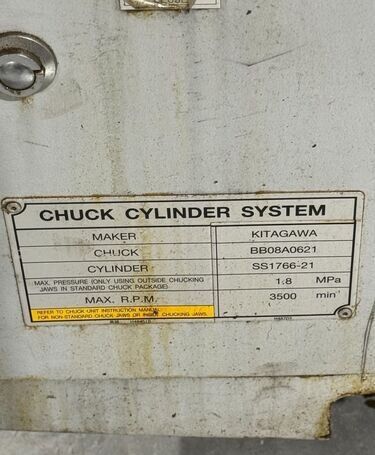 CHUCK CYLINDER SYSTEM
MAKER KITAGAWA
CHUCK BB08A0621
CYLINDER SS1766-21
MAX. PRESSURE (ONLY USING OUTSIDE CHUCKING
JAWS IN STANDARD CHUCK PACKAGE) 1.8 MPa
MAX. R.P.M. 3500 min⁻¹
REFER TO CHUCK UNIT INSTRUCTION MANUAL
FOR NON-STANDARD CHUCK JAWS OR INNER CHUCKING JAWS.